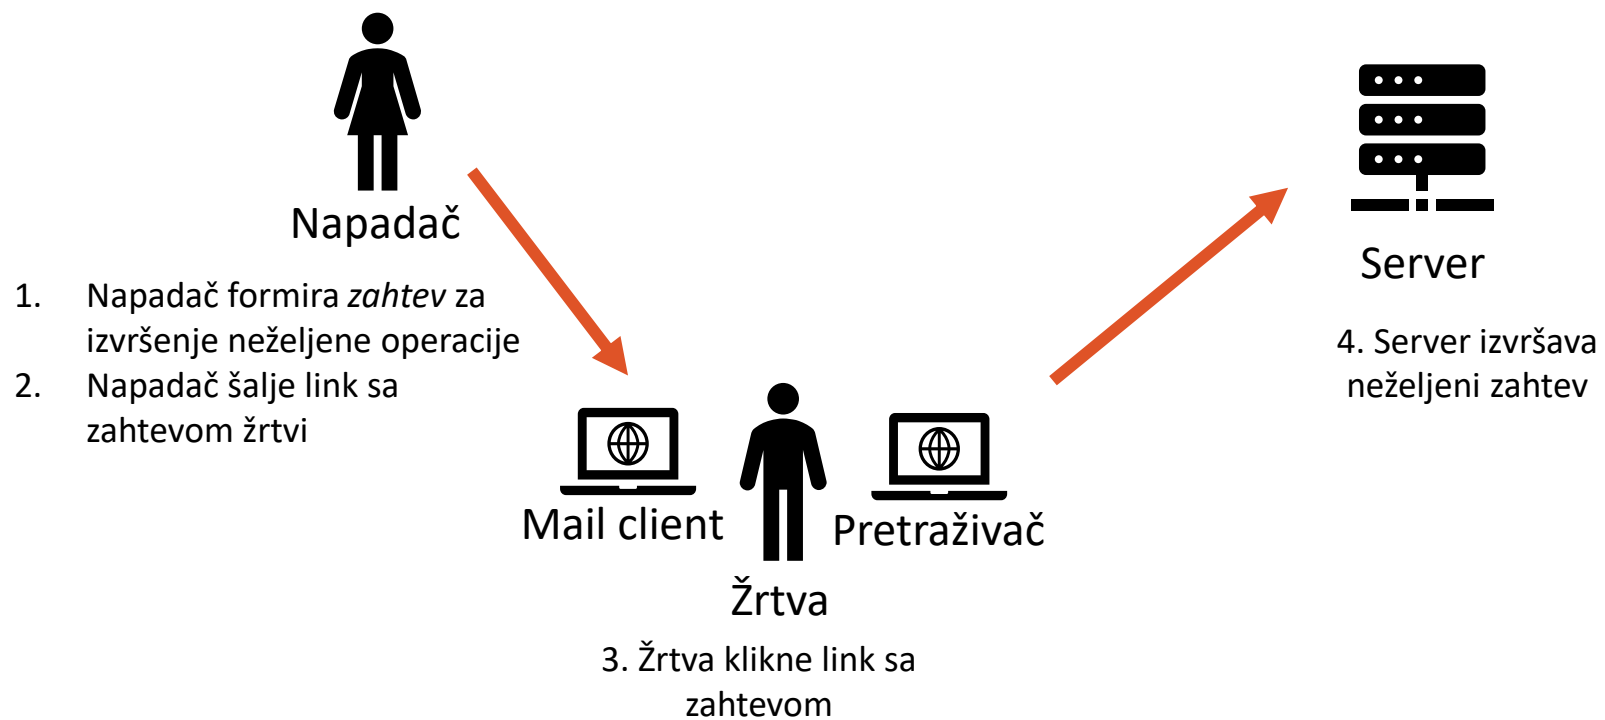 Napadač
1. Napadač formira zahtev za
izvršenje neželjene operacije
2. Napadač šalje link sa
zahtevom žrtvi
Mail client
Pretraživač
Žrtva
3. Žrtva klikne link sa
zahtevom
Server
4. Server izvršava
neželjeni zahtev